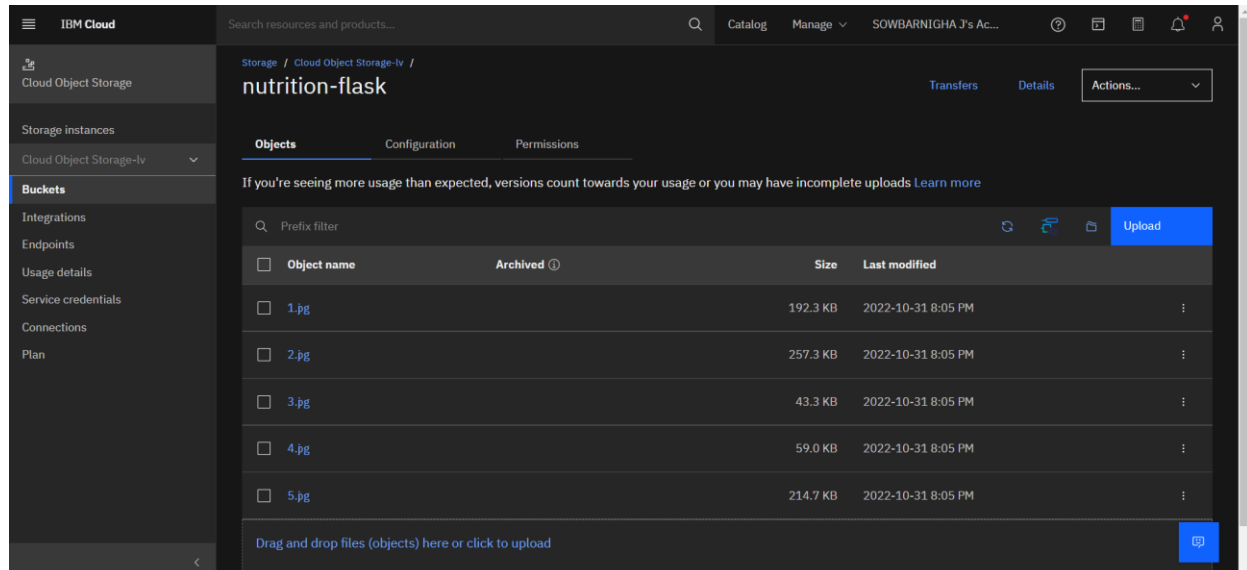 IBM Cloud
Search resources and products...
Catalog
Manage
SOWBARNIGHA J's Ac...
Cloud Object Storage
Storage instances
Cloud Object Storage-lv
Buckets
Integrations
Endpoints
Usage details
Service credentials
Connections
Plan
Storage / Cloud Object Storage-lv /
nutrition-flask
Transfers
Details
Actions...
Objects
Configuration
Permissions
If you're seeing more usage than expected, versions count towards your usage or you may have incomplete uploads Learn more
Prefix filter
Upload
Object name Archived Size Last modified
1.jpg 192.3 KB 2022-10-31 8:05 PM
2.jpg 257.3 KB 2022-10-31 8:05 PM
3.jpg 43.3 KB 2022-10-31 8:05 PM
4.jpg 59.0 KB 2022-10-31 8:05 PM
5.jpg 214.7 KB 2022-10-31 8:05 PM
Drag and drop files (objects) here or click to upload